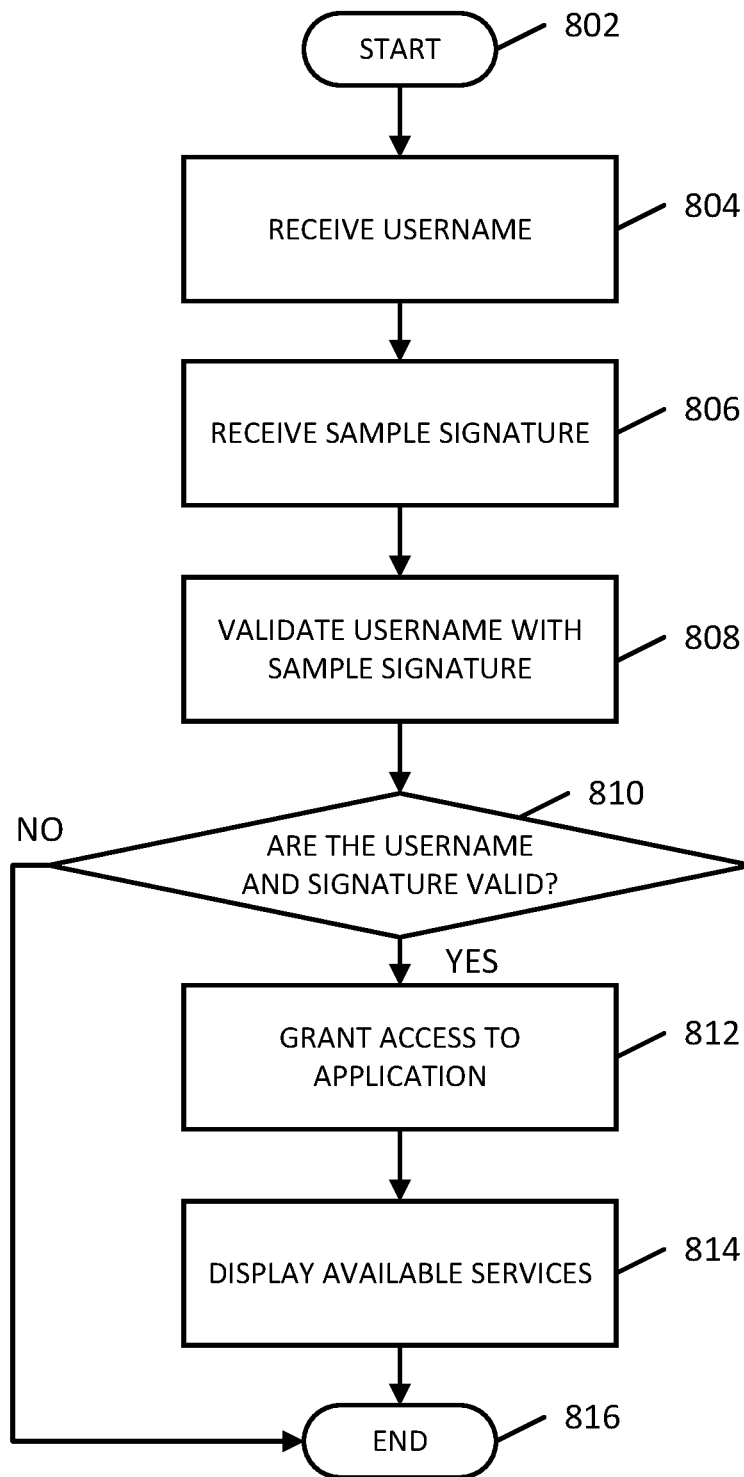 START
802
RECEIVE USERNAME
804
RECEIVE SAMPLE SIGNATURE
806
VALIDATE USERNAME WITH
SAMPLE SIGNATURE
808
810
NO
ARE THE USERNAME
AND SIGNATURE VALID?
YES
GRANT ACCESS TO
APPLICATION
812
DISPLAY AVAILABLE SERVICES
814
END
816